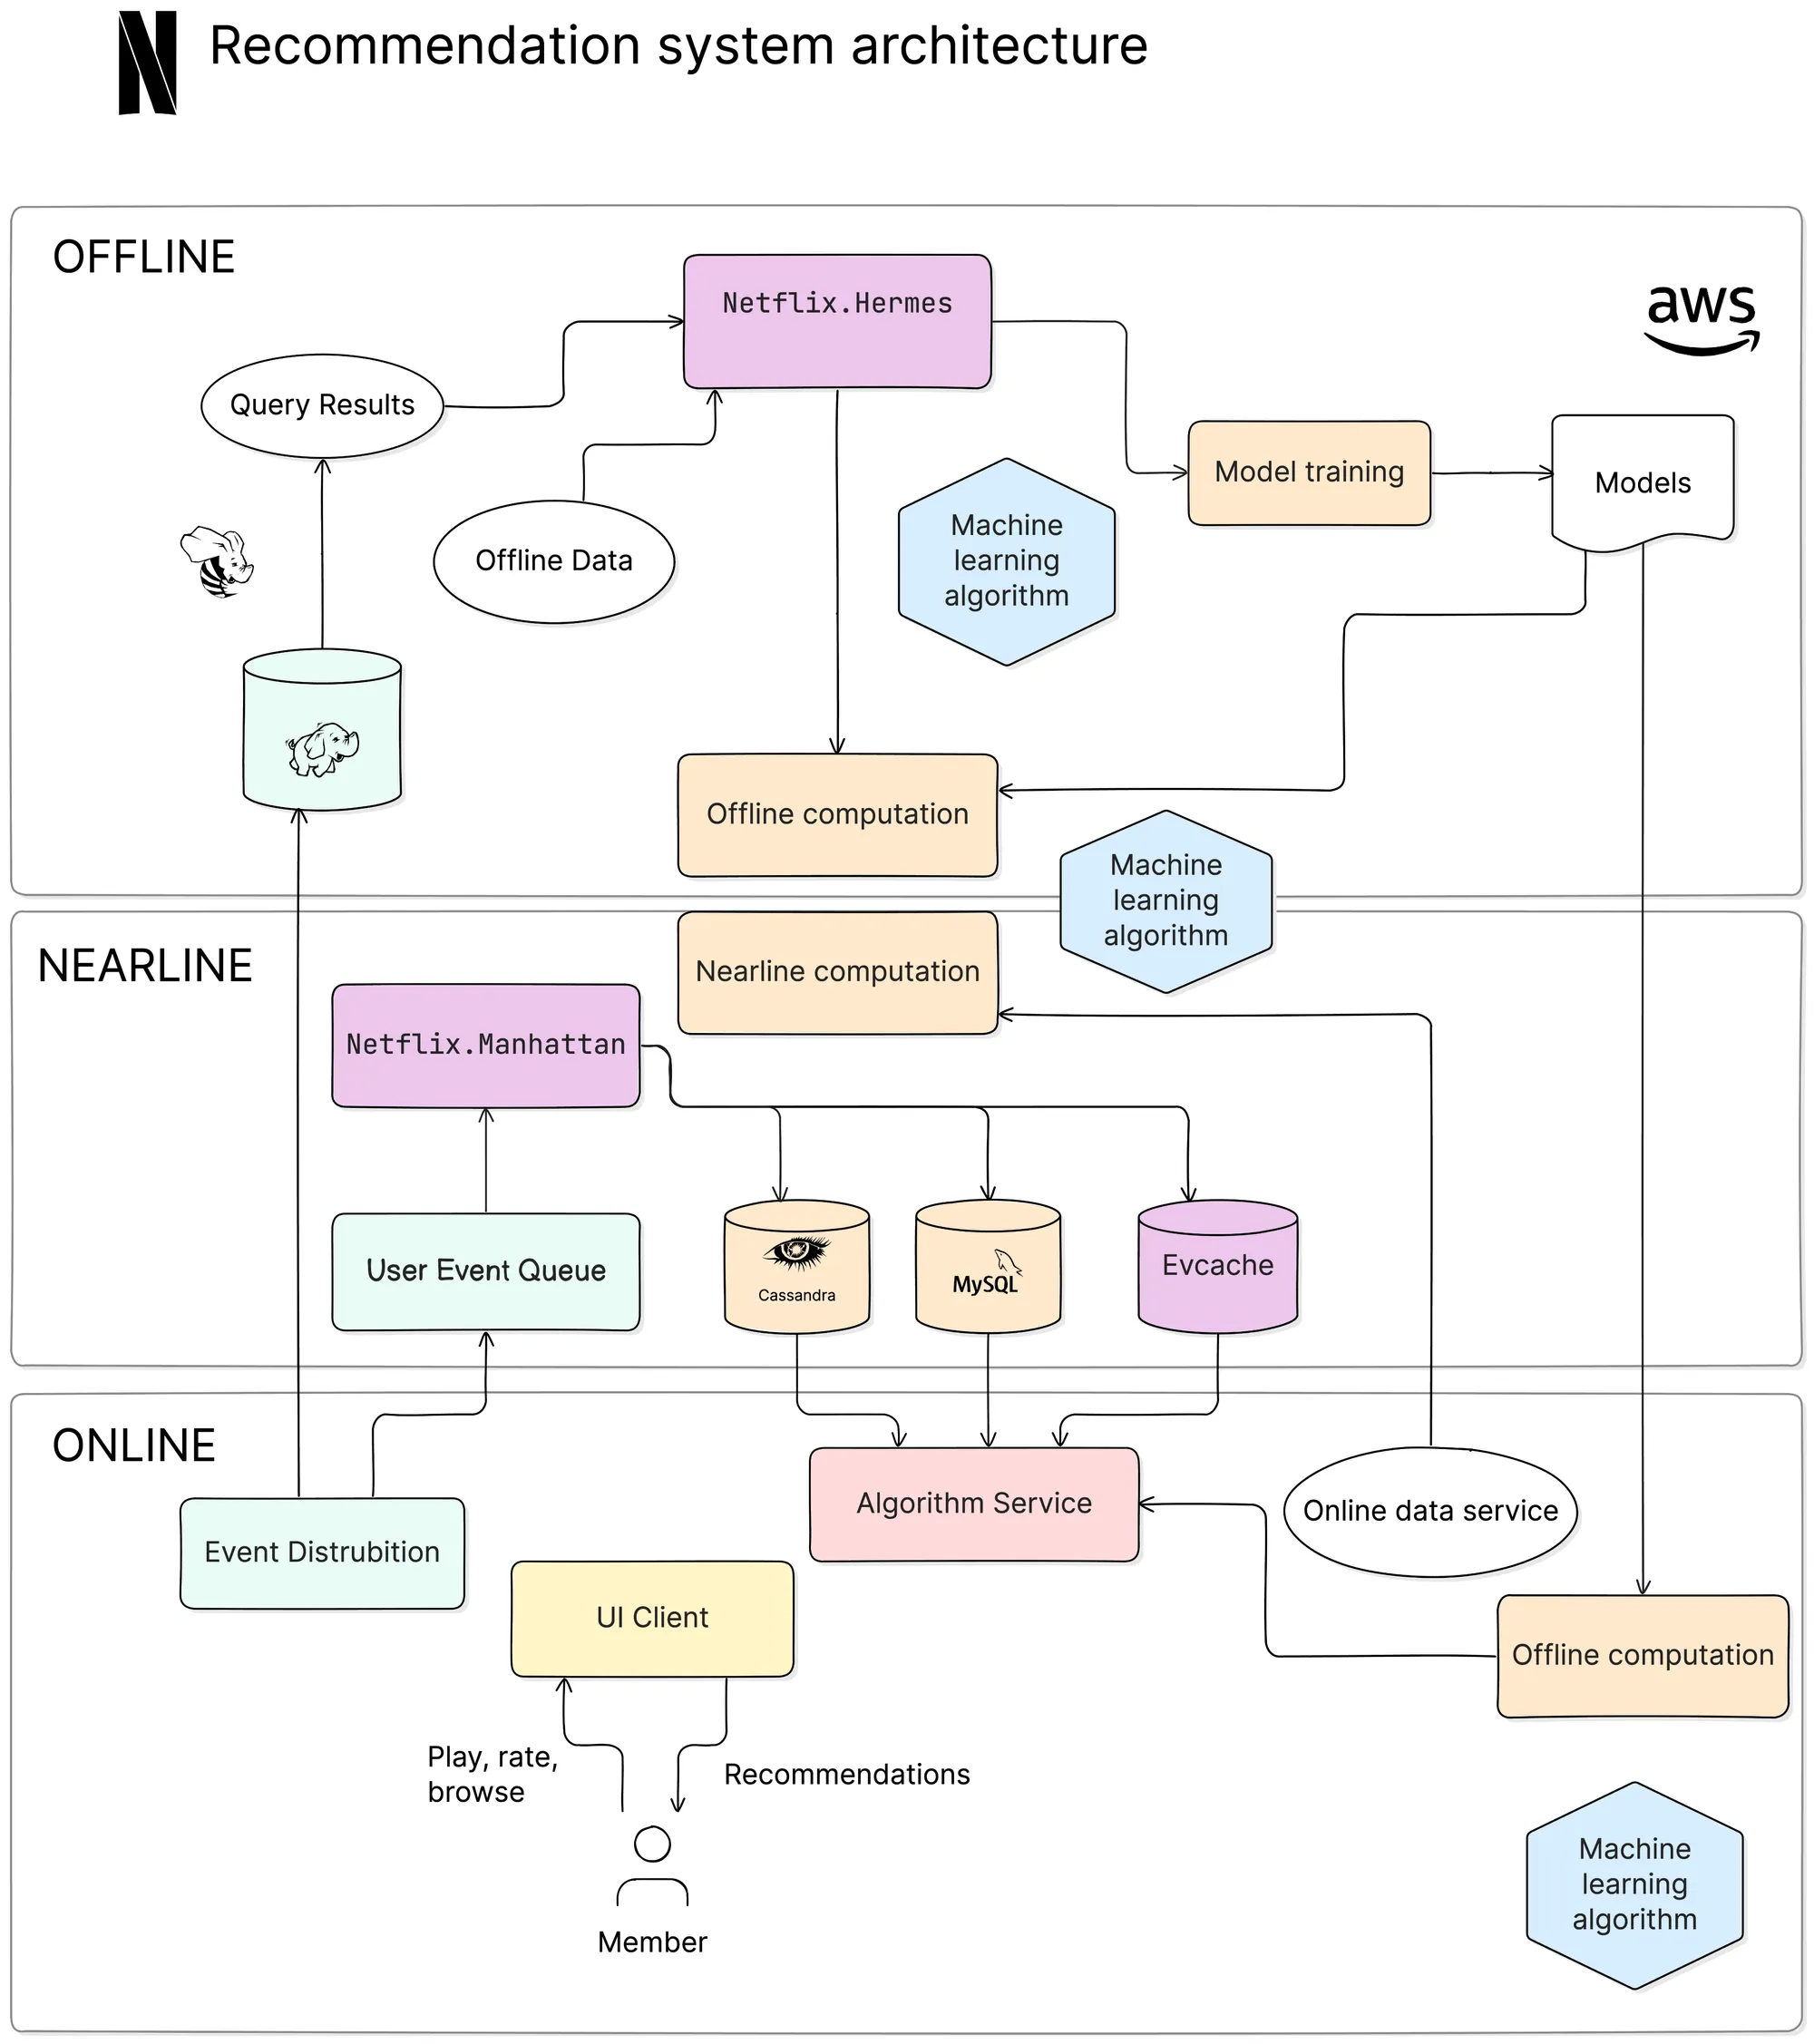 N
Recommendation system architecture
OFFLINE
Netflix.Hermes
aws
Query Results
Model training
Models
Machine
learning
algorithm
Offline Data
Offline computation
Machine
learning
algorithm
NEARLINE
Nearline computation
Netflix.Manhattan
User Event Queue
Cassandra
MySQL
Evcache
ONLINE
Algorithm Service
Online data service
Event Distrubition
UI Client
Offline computation
Play, rate,
browse
Recommendations
Member
Machine
learning
algorithm